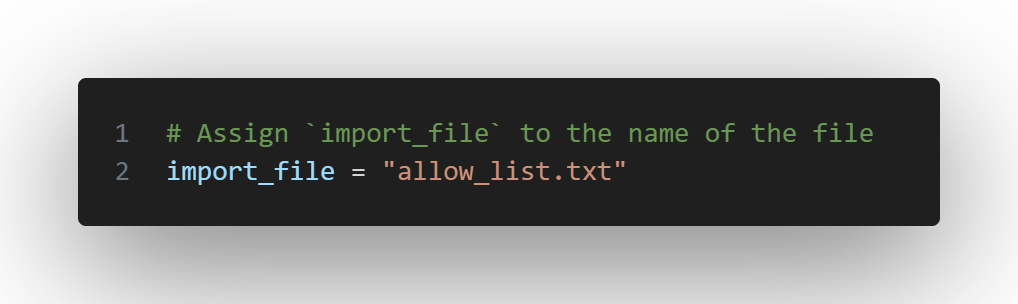 1 # Assign `import_file` to the name of the file
2 import_file = "allow_list.txt"